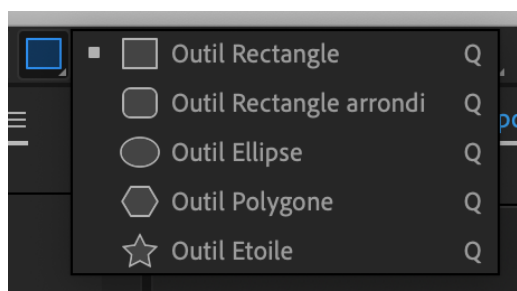 Outil Rectangle Q
Outil Rectangle arrondi Q
Outil Ellipse Q
Outil Polygone Q
Outil Etoile Q